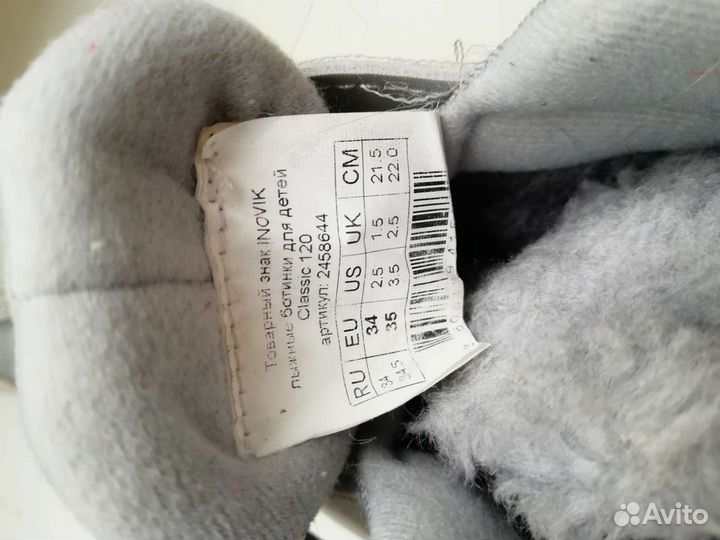 Товарный знак INOVIK
лыжные ботинки для детей
Classic 120
артикул: 2458644
RU EU US UK CM
34 34 2.5 1.5 21.5
34.5 35 3.5 2.5 22.0
Avito